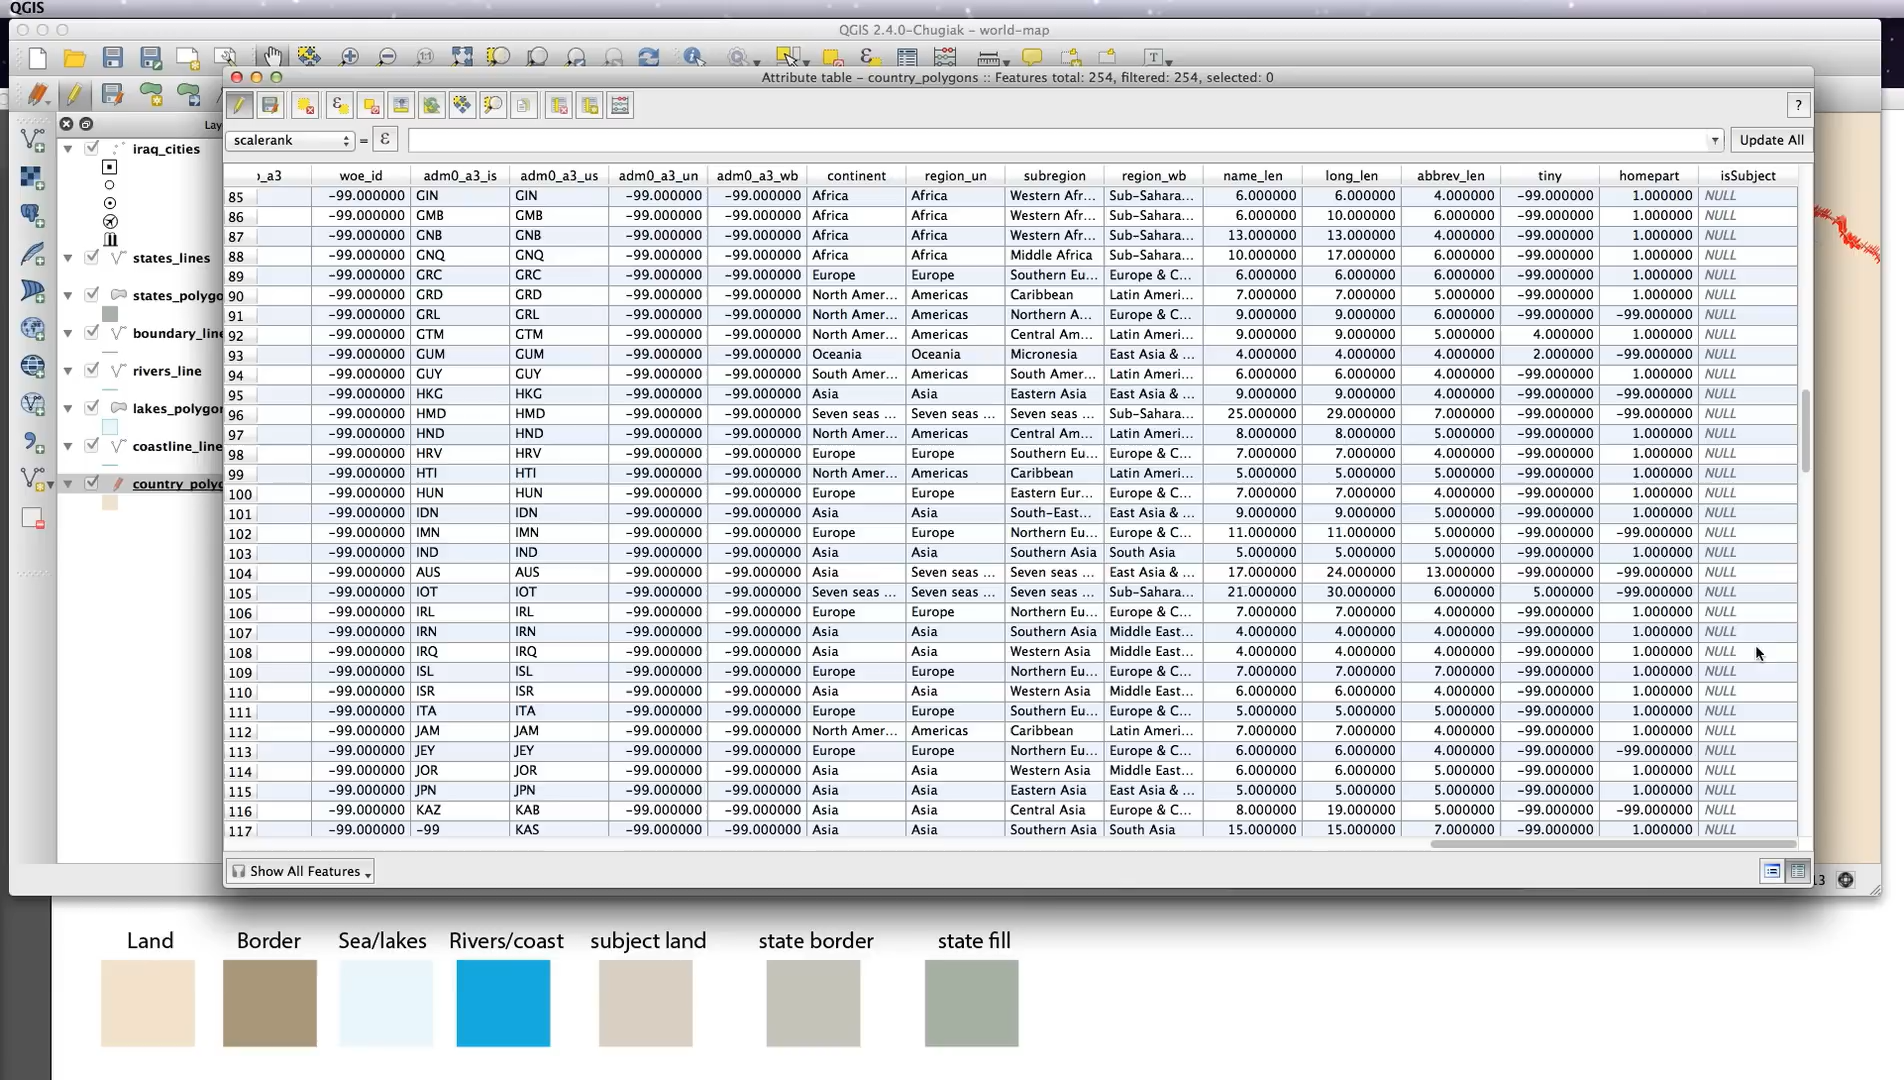 QGIS
QGIS 2.4.0-Chugiak - world-map
Attribute table - country_polygons :: Features total: 254, filtered: 254, selected: 0
?
scalerank = ε Update All
Lay
iraq_cities
states_lines
states_polygo
boundary_line
rivers_line
lakes_polygon
coastline_line
country_polyg
o_a3 woe_id adm0_a3_is adm0_a3_us adm0_a3_un adm0_a3_wb continent region_un subregion region_wb name_len long_len abbrev_len tiny homepart isSubject
85 -99.000000 GIN GIN -99.000000 -99.000000 Africa Africa Western Afr... Sub-Sahara... 6.000000 6.000000 4.000000 -99.000000 1.000000 NULL
86 -99.000000 GMB GMB -99.000000 -99.000000 Africa Africa Western Afr... Sub-Sahara... 6.000000 10.000000 6.000000 -99.000000 1.000000 NULL
87 -99.000000 GNB GNB -99.000000 -99.000000 Africa Africa Western Afr... Sub-Sahara... 13.000000 13.000000 4.000000 -99.000000 1.000000 NULL
88 -99.000000 GNQ GNQ -99.000000 -99.000000 Africa Africa Middle Africa Sub-Sahara... 10.000000 17.000000 6.000000 -99.000000 1.000000 NULL
89 -99.000000 GRC GRC -99.000000 -99.000000 Europe Europe Southern Eu... Europe & C... 6.000000 6.000000 6.000000 -99.000000 1.000000 NULL
90 -99.000000 GRD GRD -99.000000 -99.000000 North Amer... Americas Caribbean Latin Ameri... 7.000000 7.000000 5.000000 -99.000000 1.000000 NULL
91 -99.000000 GRL GRL -99.000000 -99.000000 North Amer... Americas Northern A... Europe & C... 9.000000 9.000000 6.000000 -99.000000 -99.000000 NULL
92 -99.000000 GTM GTM -99.000000 -99.000000 North Amer... Americas Central Am... Latin Ameri... 9.000000 9.000000 5.000000 4.000000 1.000000 NULL
93 -99.000000 GUM GUM -99.000000 -99.000000 Oceania Oceania Micronesia East Asia & ... 4.000000 4.000000 4.000000 2.000000 -99.000000 NULL
94 -99.000000 GUY GUY -99.000000 -99.000000 South Amer... Americas South Amer... Latin Ameri... 6.000000 6.000000 4.000000 -99.000000 1.000000 NULL
95 -99.000000 HKG HKG -99.000000 -99.000000 Asia Asia Eastern Asia East Asia & ... 9.000000 9.000000 4.000000 -99.000000 -99.000000 NULL
96 -99.000000 HMD HMD -99.000000 -99.000000 Seven seas ... Seven seas ... Seven seas ... Sub-Sahara... 25.000000 29.000000 7.000000 -99.000000 -99.000000 NULL
97 -99.000000 HND HND -99.000000 -99.000000 North Amer... Americas Central Am... Latin Ameri... 8.000000 8.000000 5.000000 -99.000000 1.000000 NULL
98 -99.000000 HRV HRV -99.000000 -99.000000 Europe Europe Southern Eu... Europe & C... 7.000000 7.000000 4.000000 -99.000000 1.000000 NULL
99 -99.000000 HTI HTI -99.000000 -99.000000 North Amer... Americas Caribbean Latin Ameri... 5.000000 5.000000 5.000000 -99.000000 1.000000 NULL
100 -99.000000 HUN HUN -99.000000 -99.000000 Europe Europe Eastern Eur... Europe & C... 7.000000 7.000000 4.000000 -99.000000 1.000000 NULL
101 -99.000000 IDN IDN -99.000000 -99.000000 Asia Asia South-East... East Asia & ... 9.000000 9.000000 5.000000 -99.000000 1.000000 NULL
102 -99.000000 IMN IMN -99.000000 -99.000000 Europe Europe Northern Eu... Europe & C... 11.000000 11.000000 4.000000 -99.000000 -99.000000 NULL
103 -99.000000 IND IND -99.000000 -99.000000 Asia Asia Southern Asia South Asia 5.000000 5.000000 5.000000 -99.000000 1.000000 NULL
104 -99.000000 AUS AUS -99.000000 -99.000000 Asia Seven seas ... Seven seas ... East Asia & ... 17.000000 24.000000 13.000000 -99.000000 -99.000000 NULL
105 -99.000000 IOT IOT -99.000000 -99.000000 Seven seas ... Seven seas ... Seven seas ... Sub-Sahara... 21.000000 30.000000 6.000000 5.000000 -99.000000 NULL
106 -99.000000 IRL IRL -99.000000 -99.000000 Europe Europe Northern Eu... Europe & C... 7.000000 7.000000 4.000000 -99.000000 1.000000 NULL
107 -99.000000 IRN IRN -99.000000 -99.000000 Asia Asia Southern Asia Middle East... 4.000000 4.000000 4.000000 -99.000000 1.000000 NULL
108 -99.000000 IRQ IRQ -99.000000 -99.000000 Asia Asia Western Asia Middle East... 4.000000 4.000000 4.000000 -99.000000 1.000000 NULL
109 -99.000000 ISL ISL -99.000000 -99.000000 Europe Europe Northern Eu... Europe & C... 7.000000 7.000000 7.000000 -99.000000 1.000000 NULL
110 -99.000000 ISR ISR -99.000000 -99.000000 Asia Asia Western Asia Middle East... 6.000000 6.000000 4.000000 -99.000000 1.000000 NULL
111 -99.000000 ITA ITA -99.000000 -99.000000 Europe Europe Southern Eu... Europe & C... 5.000000 5.000000 5.000000 -99.000000 1.000000 NULL
112 -99.000000 JAM JAM -99.000000 -99.000000 North Amer... Americas Caribbean Latin Ameri... 7.000000 7.000000 4.000000 -99.000000 1.000000 NULL
113 -99.000000 JEY JEY -99.000000 -99.000000 Europe Europe Northern Eu... Europe & C... 6.000000 6.000000 4.000000 -99.000000 -99.000000 NULL
114 -99.000000 JOR JOR -99.000000 -99.000000 Asia Asia Western Asia Middle East... 6.000000 6.000000 5.000000 -99.000000 1.000000 NULL
115 -99.000000 JPN JPN -99.000000 -99.000000 Asia Asia Eastern Asia East Asia & ... 5.000000 5.000000 5.000000 -99.000000 1.000000 NULL
116 -99.000000 KAZ KAB -99.000000 -99.000000 Asia Asia Central Asia Europe & C... 8.000000 19.000000 5.000000 -99.000000 -99.000000 NULL
117 -99.000000 -99 KAS -99.000000 -99.000000 Asia Asia Southern Asia South Asia 15.000000 15.000000 7.000000 -99.000000 1.000000 NULL
Show All Features
13
Land Border Sea/lakes Rivers/coast subject land state border state fill